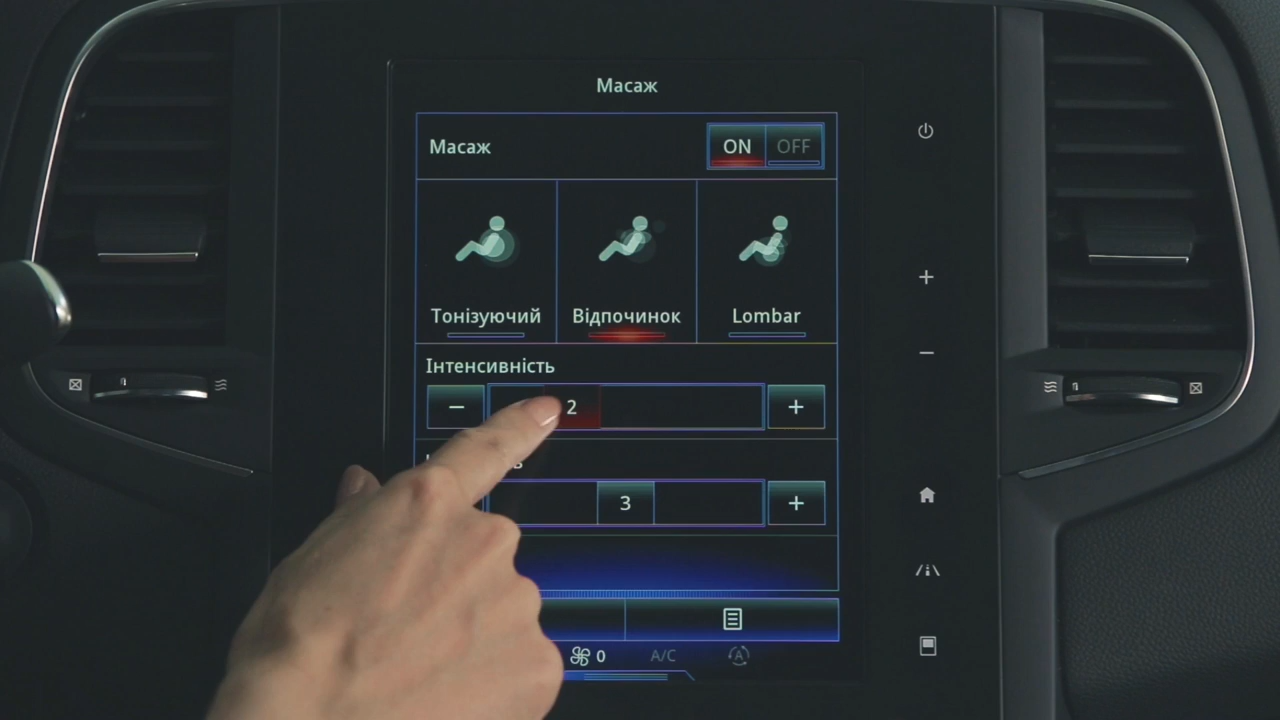 Масаж
Масаж ON OFF
Тонізуючий Відпочинок Lombar
Інтенсивність
− 2 +
3 +
0 A/C A